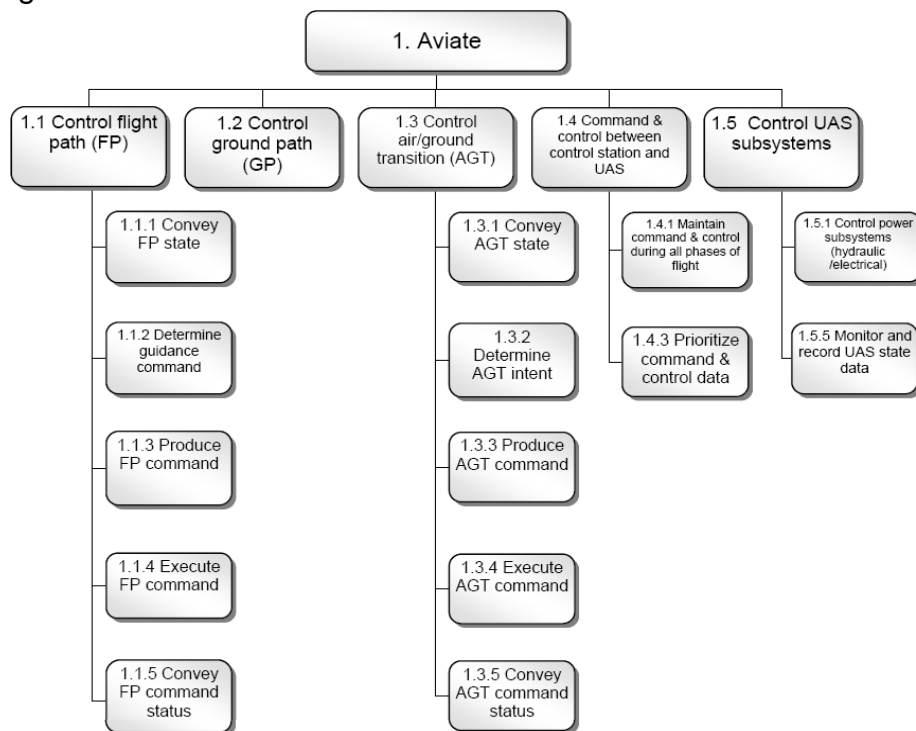 1. Aviate
1.1 Control flight
path (FP)
1.2 Control
ground path
(GP)
1.3 Control
air/ground
transition (AGT)
1.4 Command &
control between
control station and
UAS
1.5 Control UAS
subsystems
1.1.1 Convey
FP state
1.3.1 Convey
AGT state
1.4.1 Maintain
command & control
during all phases of
flight
1.5.1 Control power
subsystems
(hydraulic
/electrical)
1.1.2 Determine
guidance
command
1.3.2
Determine
AGT intent
1.4.3 Prioritize
command &
control data
1.5.5 Monitor and
record UAS state
data
1.1.3 Produce
FP command
1.3.3 Produce
AGT command
1.1.4 Execute
FP command
1.3.4 Execute
AGT command
1.1.5 Convey
FP command
status
1.3.5 Convey
AGT command
status